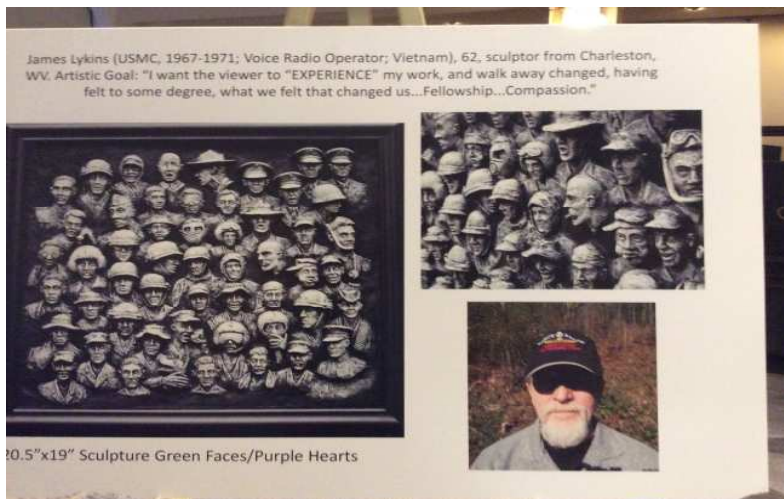 James Lykins (USMC, 1967-1971; Voice Radio Operator; Vietnam), 62, sculptor from Charleston,
WV. Artistic Goal: "I want the viewer to "EXPERIENCE" my work, and walk away changed, having
felt to some degree, what we felt that changed us...Fellowship...Compassion."
20.5"x19" Sculpture Green Faces/Purple Hearts